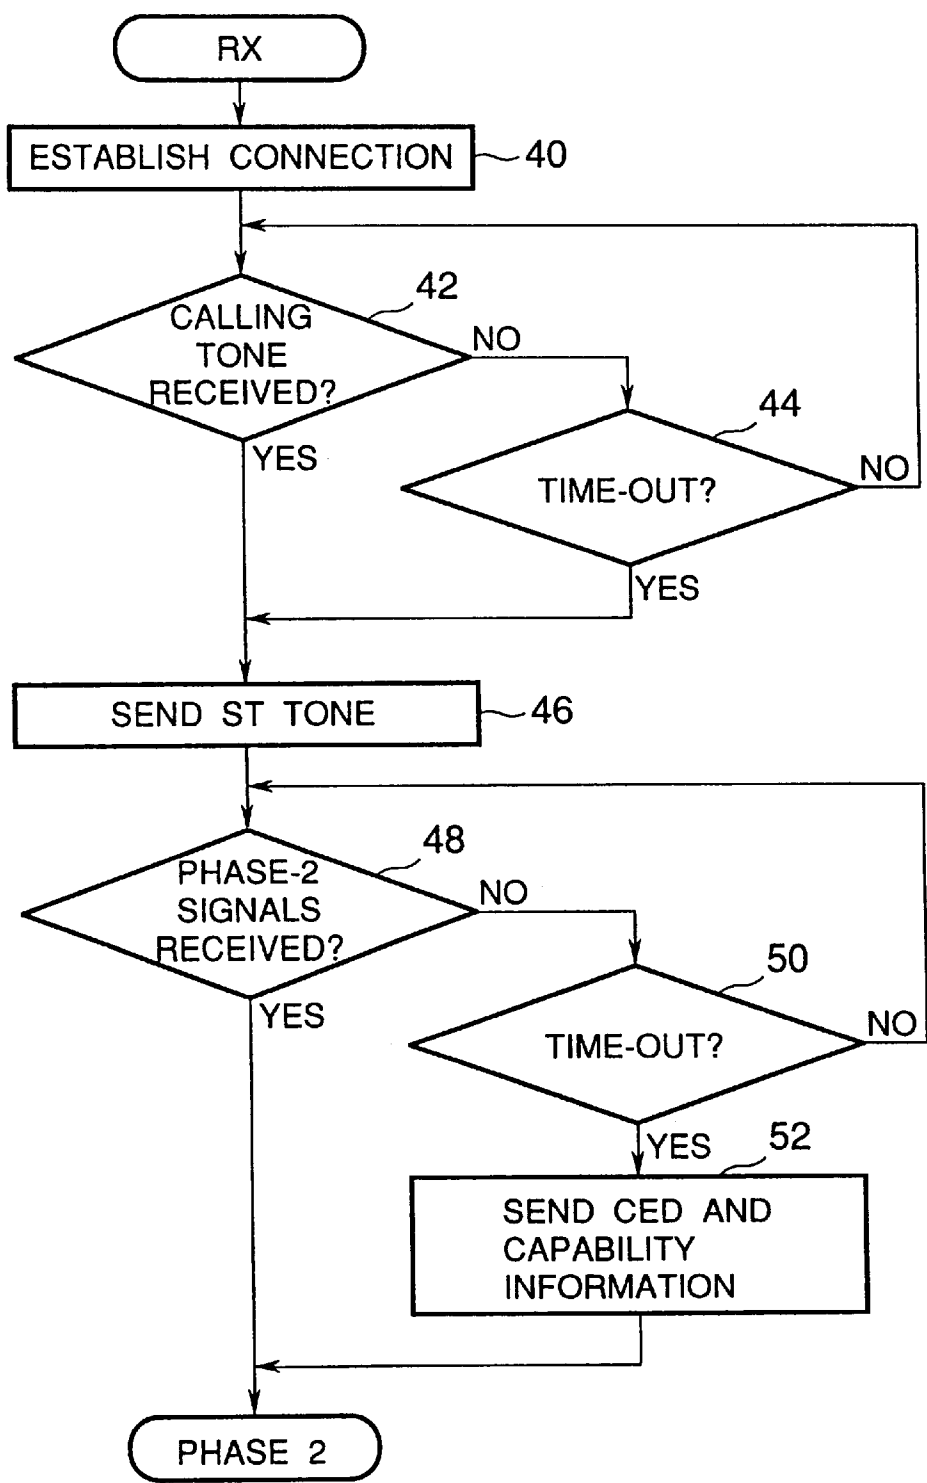 RX
ESTABLISH CONNECTION
40
42
CALLING
TONE
RECEIVED?
NO
YES
44
TIME-OUT?
NO
YES
SEND ST TONE
46
48
PHASE-2
SIGNALS
RECEIVED?
NO
YES
50
TIME-OUT?
NO
YES
52
SEND CED AND
CAPABILITY
INFORMATION
PHASE 2